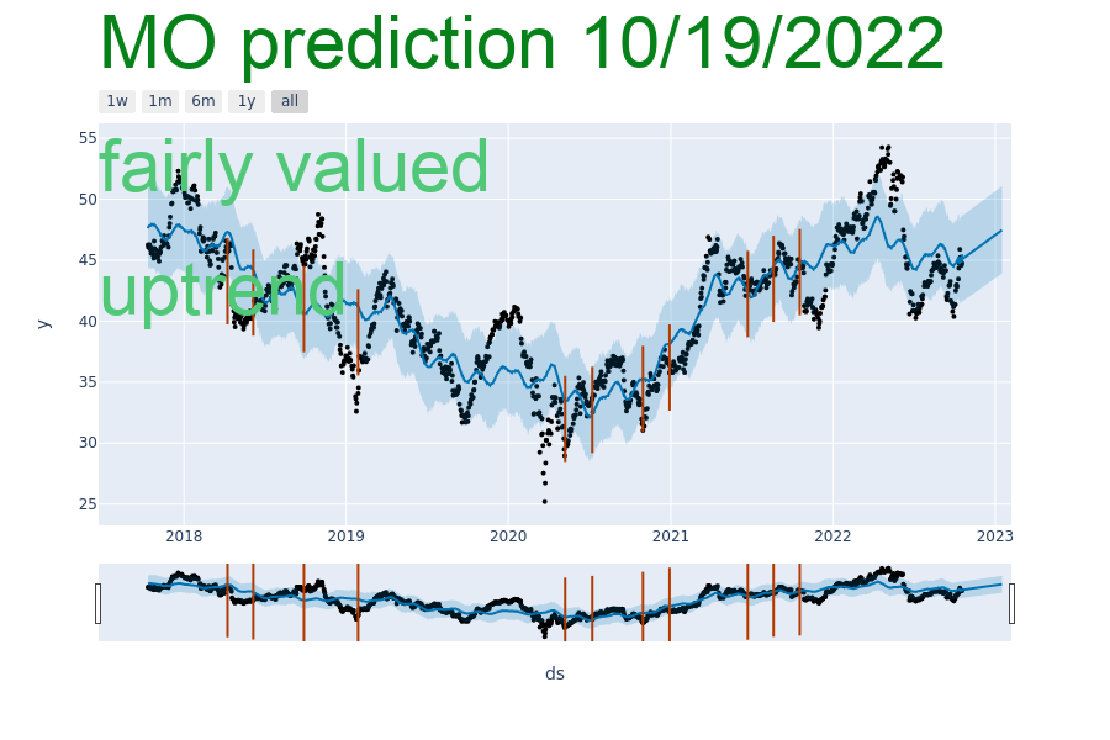 MO prediction 10/19/2022
1w 1m 6m 1y all
fairly valued
uptrend
55
50
45
40
35
30
25
y
2018 2019 2020 2021 2022 2023
ds